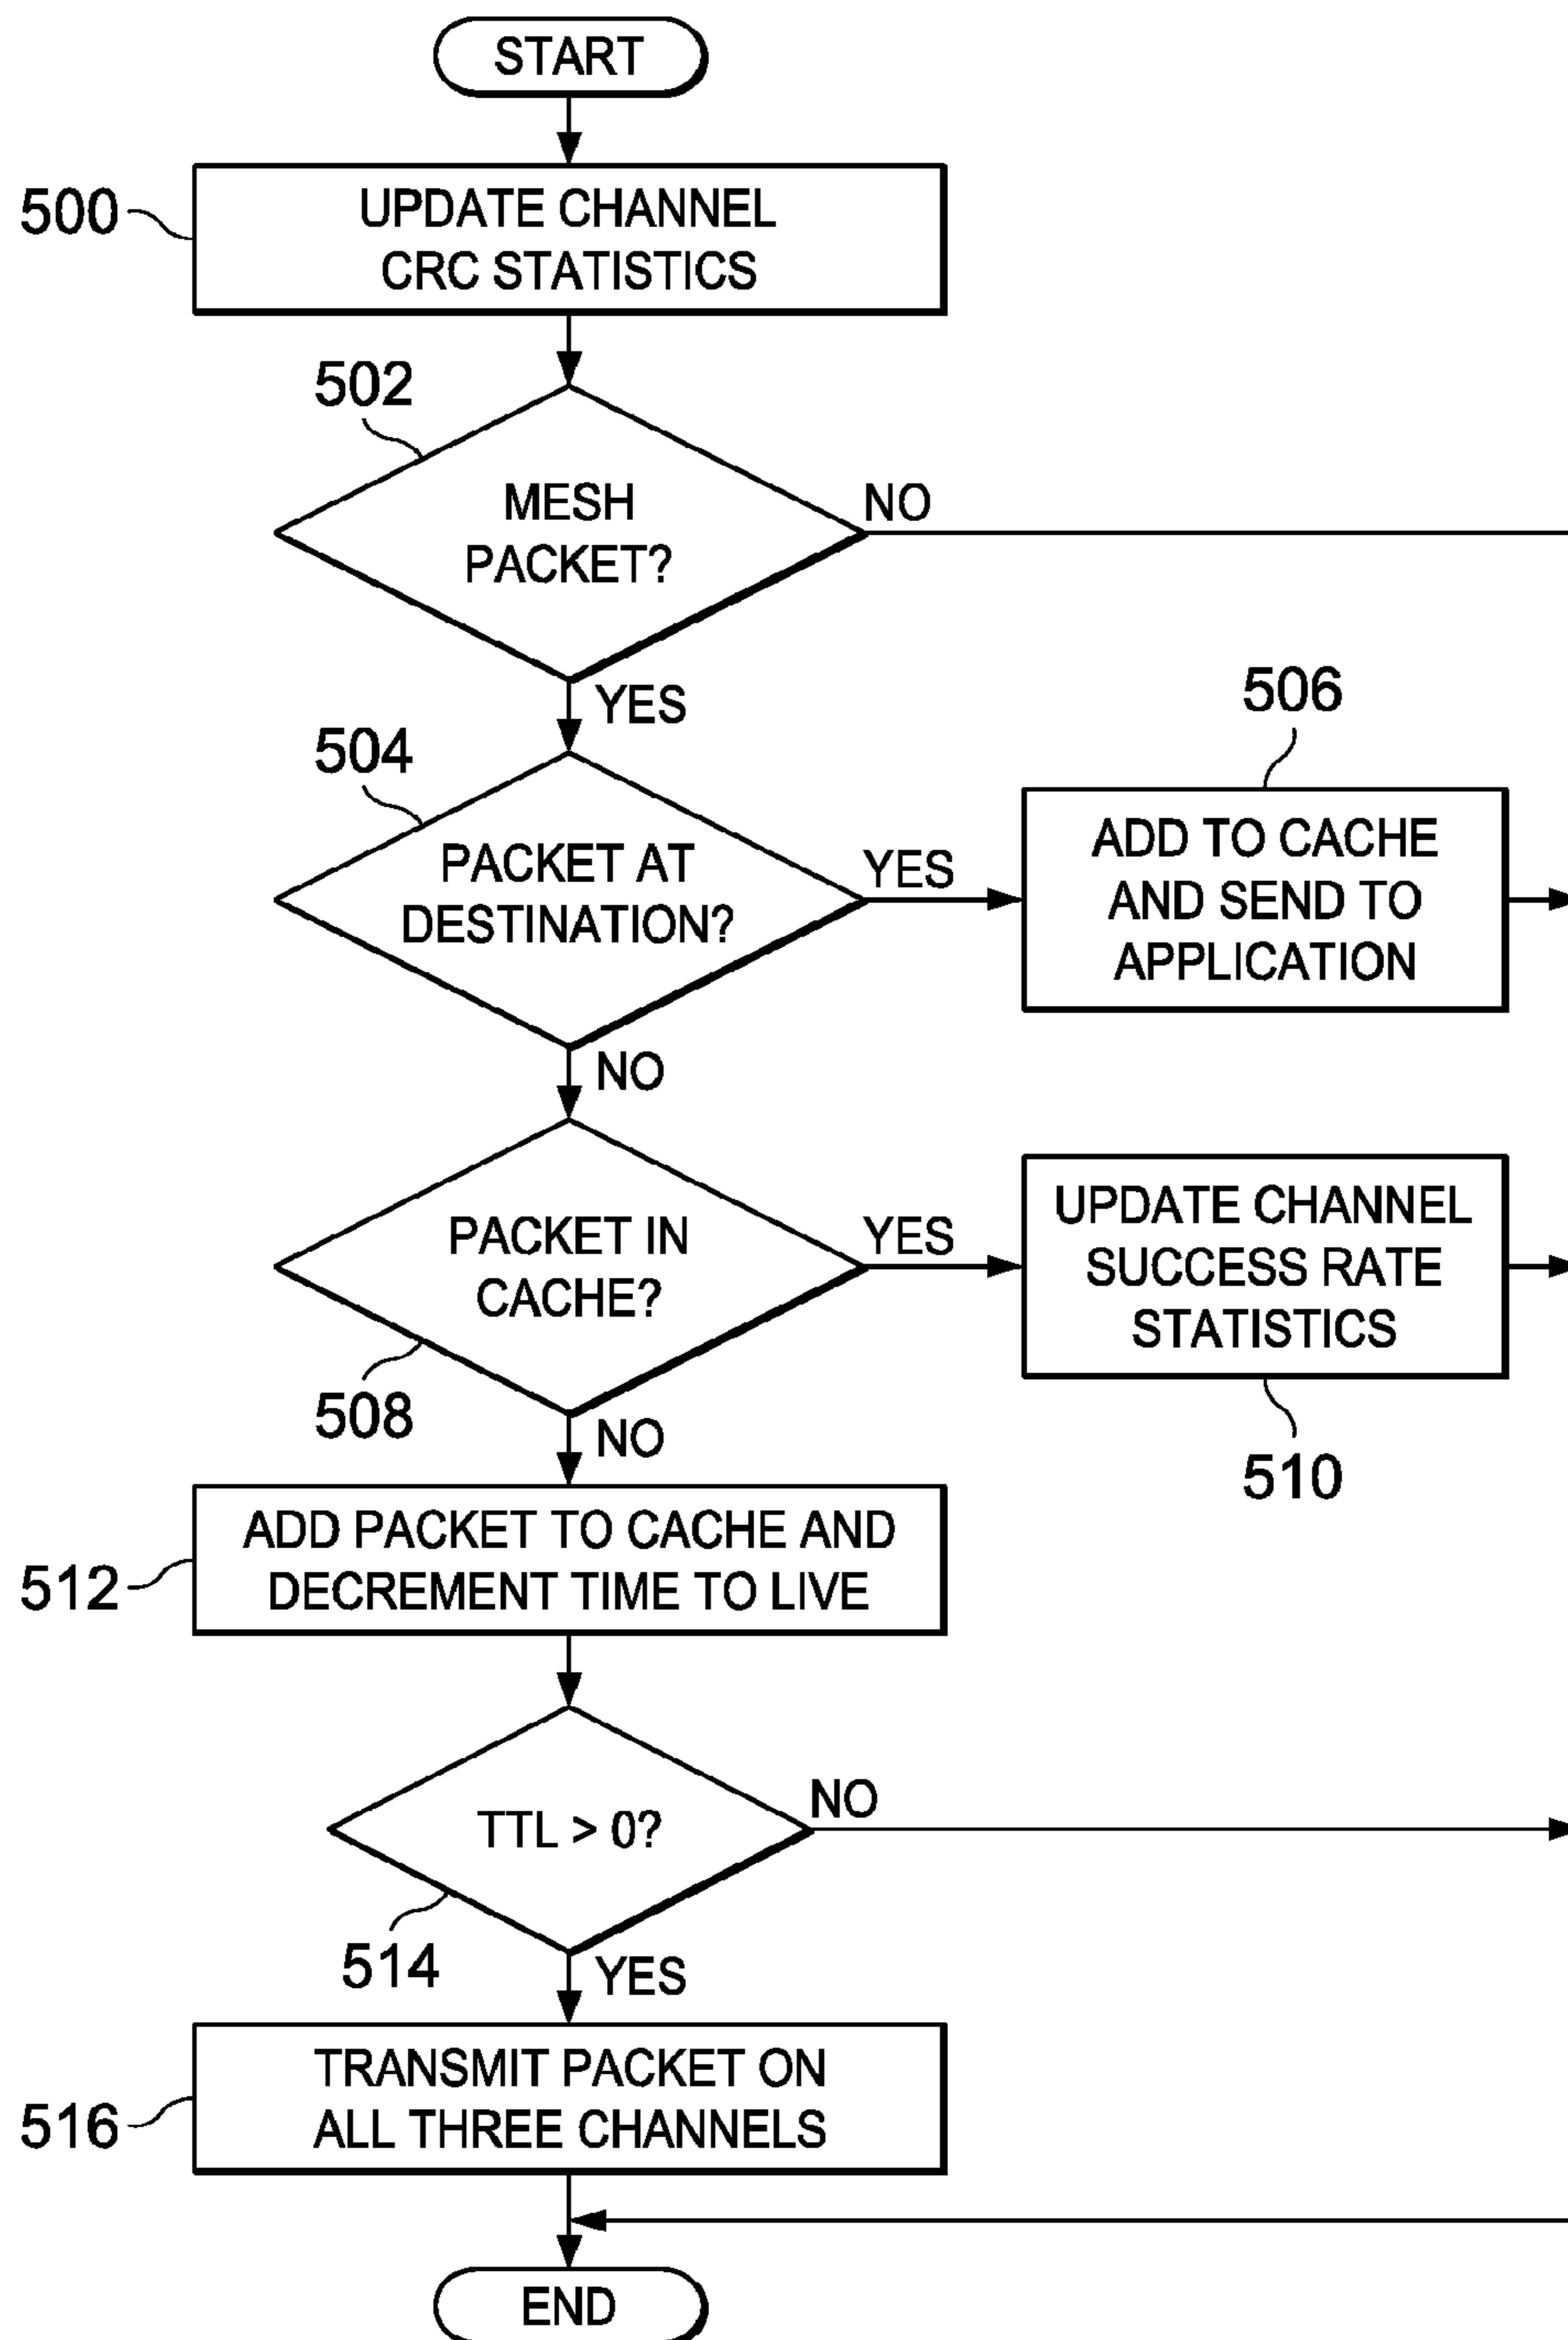 START
500
UPDATE CHANNEL
CRC STATISTICS
502
MESH
PACKET?
NO
YES
504
PACKET AT
DESTINATION?
YES
506
ADD TO CACHE
AND SEND TO
APPLICATION
NO
PACKET IN
CACHE?
YES
508
UPDATE CHANNEL
SUCCESS RATE
STATISTICS
510
NO
512
ADD PACKET TO CACHE AND
DECREMENT TIME TO LIVE
TTL > 0?
NO
514
YES
516
TRANSMIT PACKET ON
ALL THREE CHANNELS
END